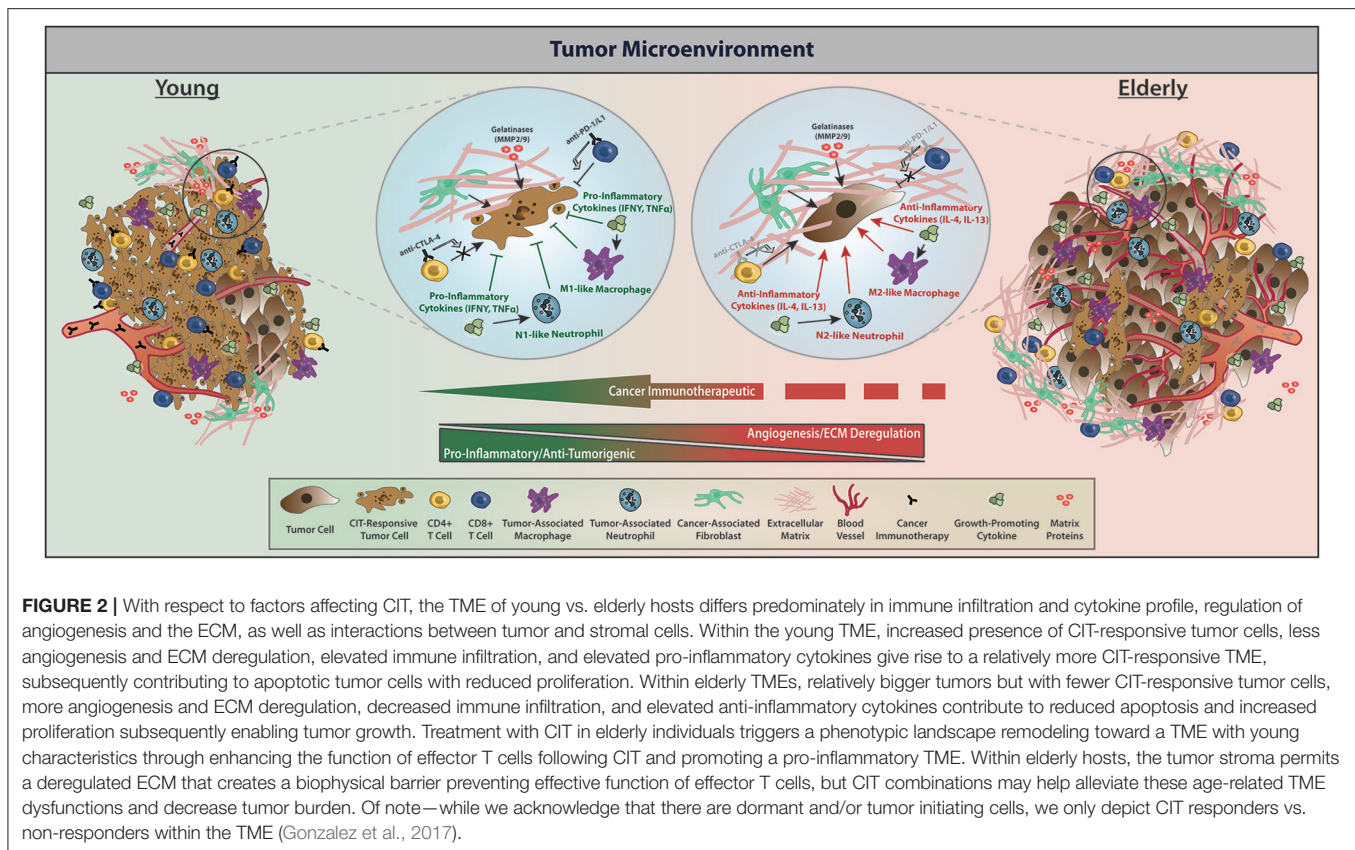 Tumor Microenvironment
Young
Elderly
Gelatinases
(MMP2/9)
anti-PD-1/L1
Pro-Inflammatory
Cytokines (IFNY, TNFα)
anti-CTLA-4
M1-like Macrophage
Pro-Inflammatory
Cytokines (IFNY, TNFα)
N1-like Neutrophil
Gelatinases
(MMP2/9)
anti-PD-1/L1
Anti-Inflammatory
Cytokines (IL-4, IL-13)
anti-CTLA-4
M2-like Macrophage
Anti-Inflammatory
Cytokines (IL-4, IL-13)
N2-like Neutrophil
Cancer Immunotherapeutic
Angiogenesis/ECM Deregulation
Pro-Inflammatory/Anti-Tumorigenic
Tumor Cell
CIT-Responsive
Tumor Cell
CD4+
T Cell
CD8+
T Cell
Tumor-Associated
Macrophage
Tumor-Associated
Neutrophil
Cancer-Associated
Fibroblast
Extracellular
Matrix
Blood
Vessel
Cancer
Immunotherapy
Growth-Promoting
Cytokine
Matrix
Proteins
FIGURE 2 | With respect to factors affecting CIT, the TME of young vs. elderly hosts differs predominately in immune infiltration and cytokine profile, regulation of
angiogenesis and the ECM, as well as interactions between tumor and stromal cells. Within the young TME, increased presence of CIT-responsive tumor cells, less
angiogenesis and ECM deregulation, elevated immune infiltration, and elevated pro-inflammatory cytokines give rise to a relatively more CIT-responsive TME,
subsequently contributing to apoptotic tumor cells with reduced proliferation. Within elderly TMEs, relatively bigger tumors but with fewer CIT-responsive tumor cells,
more angiogenesis and ECM deregulation, decreased immune infiltration, and elevated anti-inflammatory cytokines contribute to reduced apoptosis and increased
proliferation subsequently enabling tumor growth. Treatment with CIT in elderly individuals triggers a phenotypic landscape remodeling toward a TME with young
characteristics through enhancing the function of effector T cells following CIT and promoting a pro-inflammatory TME. Within elderly hosts, the tumor stroma permits
a deregulated ECM that creates a biophysical barrier preventing effective function of effector T cells, but CIT combinations may help alleviate these age-related TME
dysfunctions and decrease tumor burden. Of note—while we acknowledge that there are dormant and/or tumor initiating cells, we only depict CIT responders vs.
non-responders within the TME (Gonzalez et al., 2017).